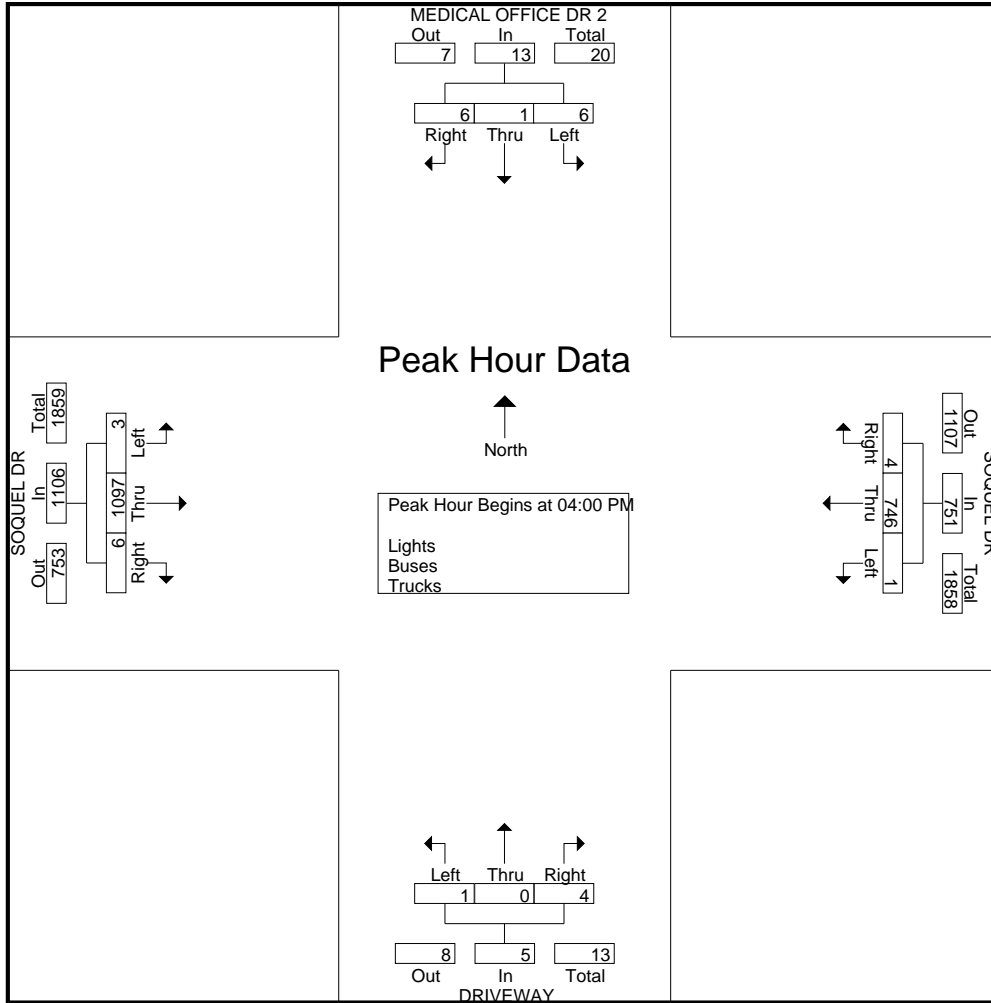 MEDICAL OFFICE DR 2
Out In Total
7 13 20
6 1 6
Right Thru Left
Peak Hour Data
North
Peak Hour Begins at 04:00 PM
Lights
Buses
Trucks
SOQUEL DR
Total In Out
1859 1106 753
3 1097 6
Left Thru Right
SOQUEL DR
Out In Total
1107 751 1858
4 746 1
Right Thru Left
Left Thru Right
1 0 4
8 5 13
Out In Total
DRIVEWAY